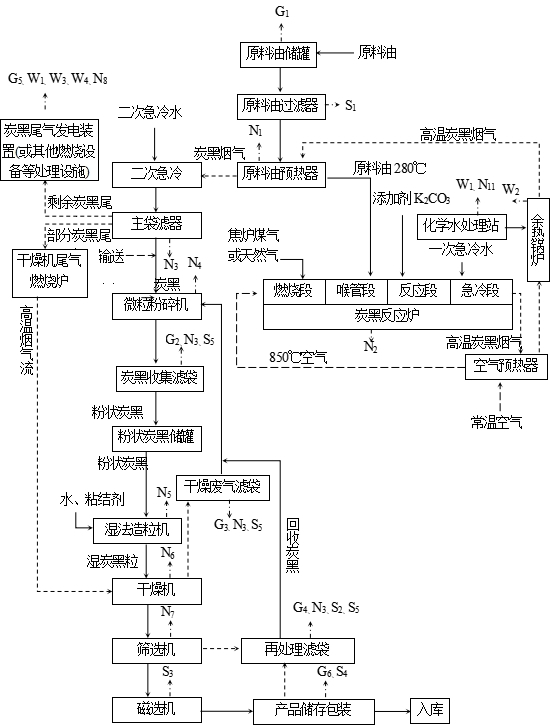 G1
原料油储罐
原料油
G5, W1, W3, W4, N8
原料油过滤器
S1
二次急冷水
炭黑尾气发电装
置(或其他燃烧设
备等处理设施)
N1
高温炭黑烟气
炭黑烟气
二次急冷
原料油预热器
原料油 280℃
添加剂 K2CO3
W1, N11
W2
剩余炭黑尾
主袋滤器
部分炭黑尾
化学水处理站
余热锅炉
焦炉煤气
或天然气
一次急冷水
输送
N3
N4
干燥机尾气
燃烧炉
炭黑
燃烧段
喉管段
反应段
急冷段
微粒粉碎机
炭黑反应炉
高温烟气流
G2, N3, S5
N2
高温炭黑烟气
850℃空气
空气预热器
炭黑收集滤袋
粉状炭黑
常温空气
粉状炭黑储罐
粉状炭黑
干燥废气滤袋
水、粘结剂
N5
湿法造粒机
G3, N3, S5
回收炭黑
湿炭黑粒
N6
干燥机
N7
G4, N3, S2, S5
筛选机
再处理滤袋
S3
G6, S4
磁选机
产品储存包装
入库